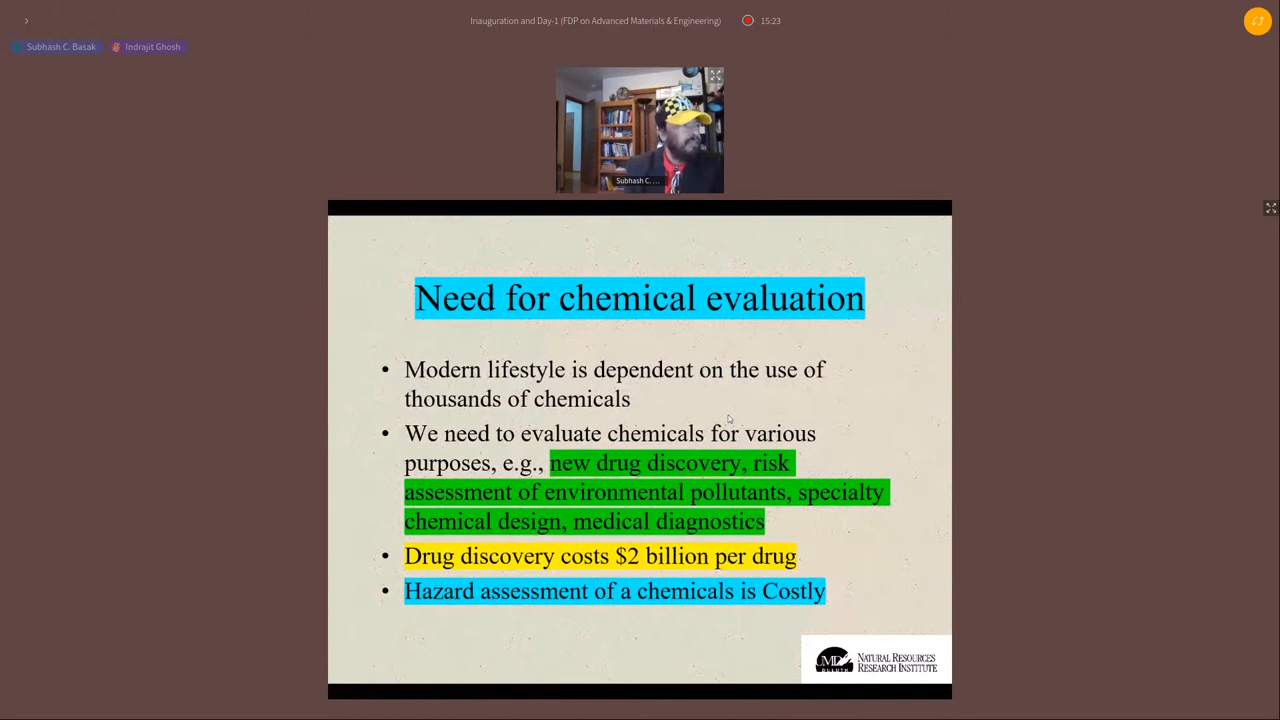 Inauguration and Day-1 (FDP on Advanced Materials & Engineering)
15:23
Subhash C. Basak
Indrajit Ghosh
Subhash C. ...
Need for chemical evaluation
• Modern lifestyle is dependent on the use of
thousands of chemicals
• We need to evaluate chemicals for various
purposes, e.g., new drug discovery, risk
assessment of environmental pollutants, specialty
chemical design, medical diagnostics
• Drug discovery costs $2 billion per drug
• Hazard assessment of a chemicals is Costly
NATURAL RESOURCES
RESEARCH INSTITUTE